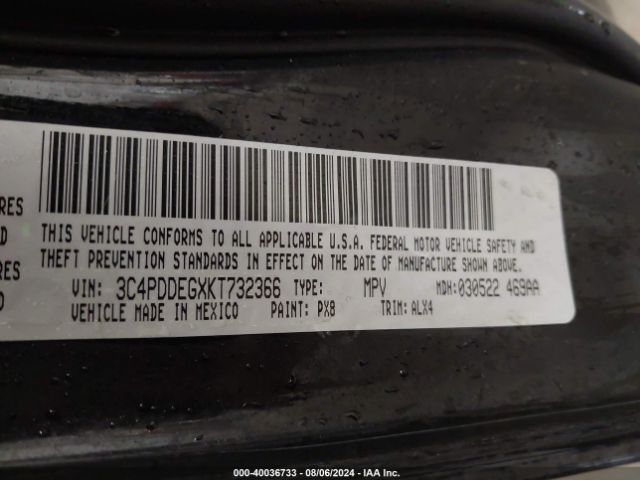 RES
THIS VEHICLE CONFORMS TO ALL APPLICABLE U.S.A. FEDERAL MOTOR VEHICLE SAFETY AND
D
THEFT PREVENTION STANDARDS IN EFFECT ON THE DATE OF MANUFACTURE SHOWN ABOVE.
RES
VIN: 3C4PDDEGXKT732366 TYPE: MPV MDH:030522 469AA
D
VEHICLE MADE IN MEXICO PAINT: PX8 TRIM: ALX4
000-40036733 - 08/06/2024 - IAA Inc.